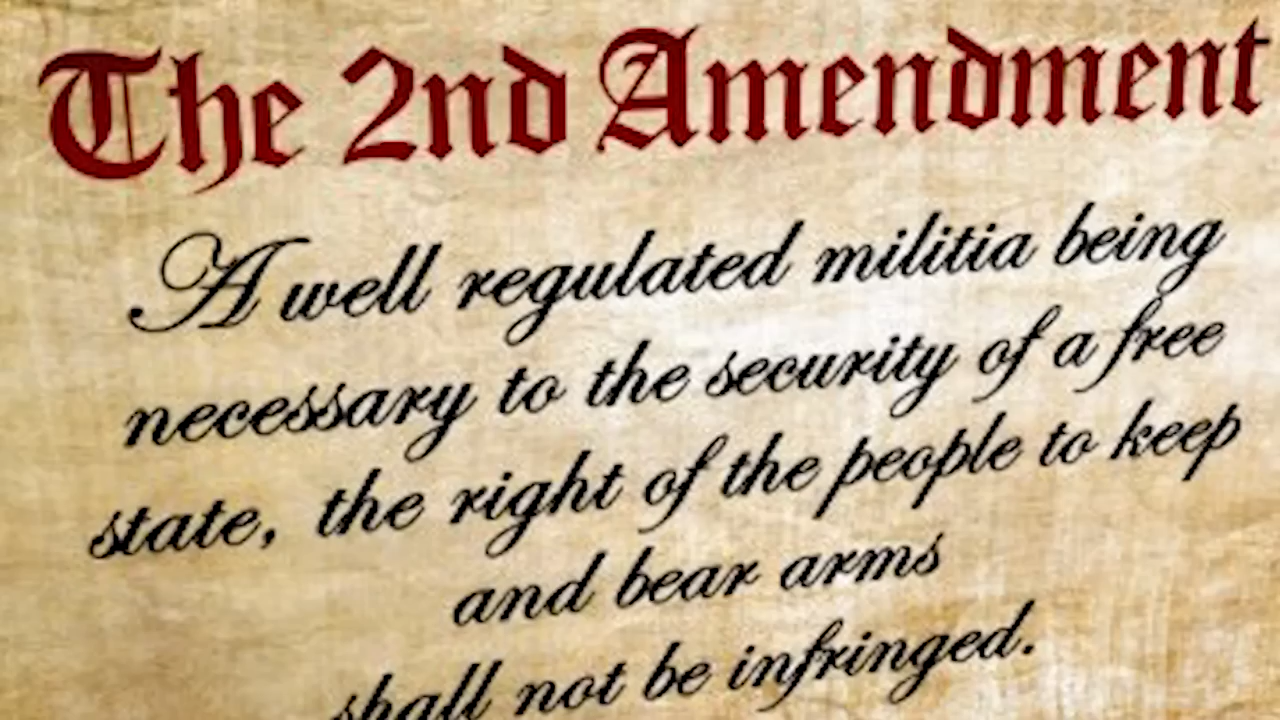 The 2nd Amendment
A well regulated militia being
necessary to the security of a free
state, the right of the people to keep
and bear arms
shall not be infringed.